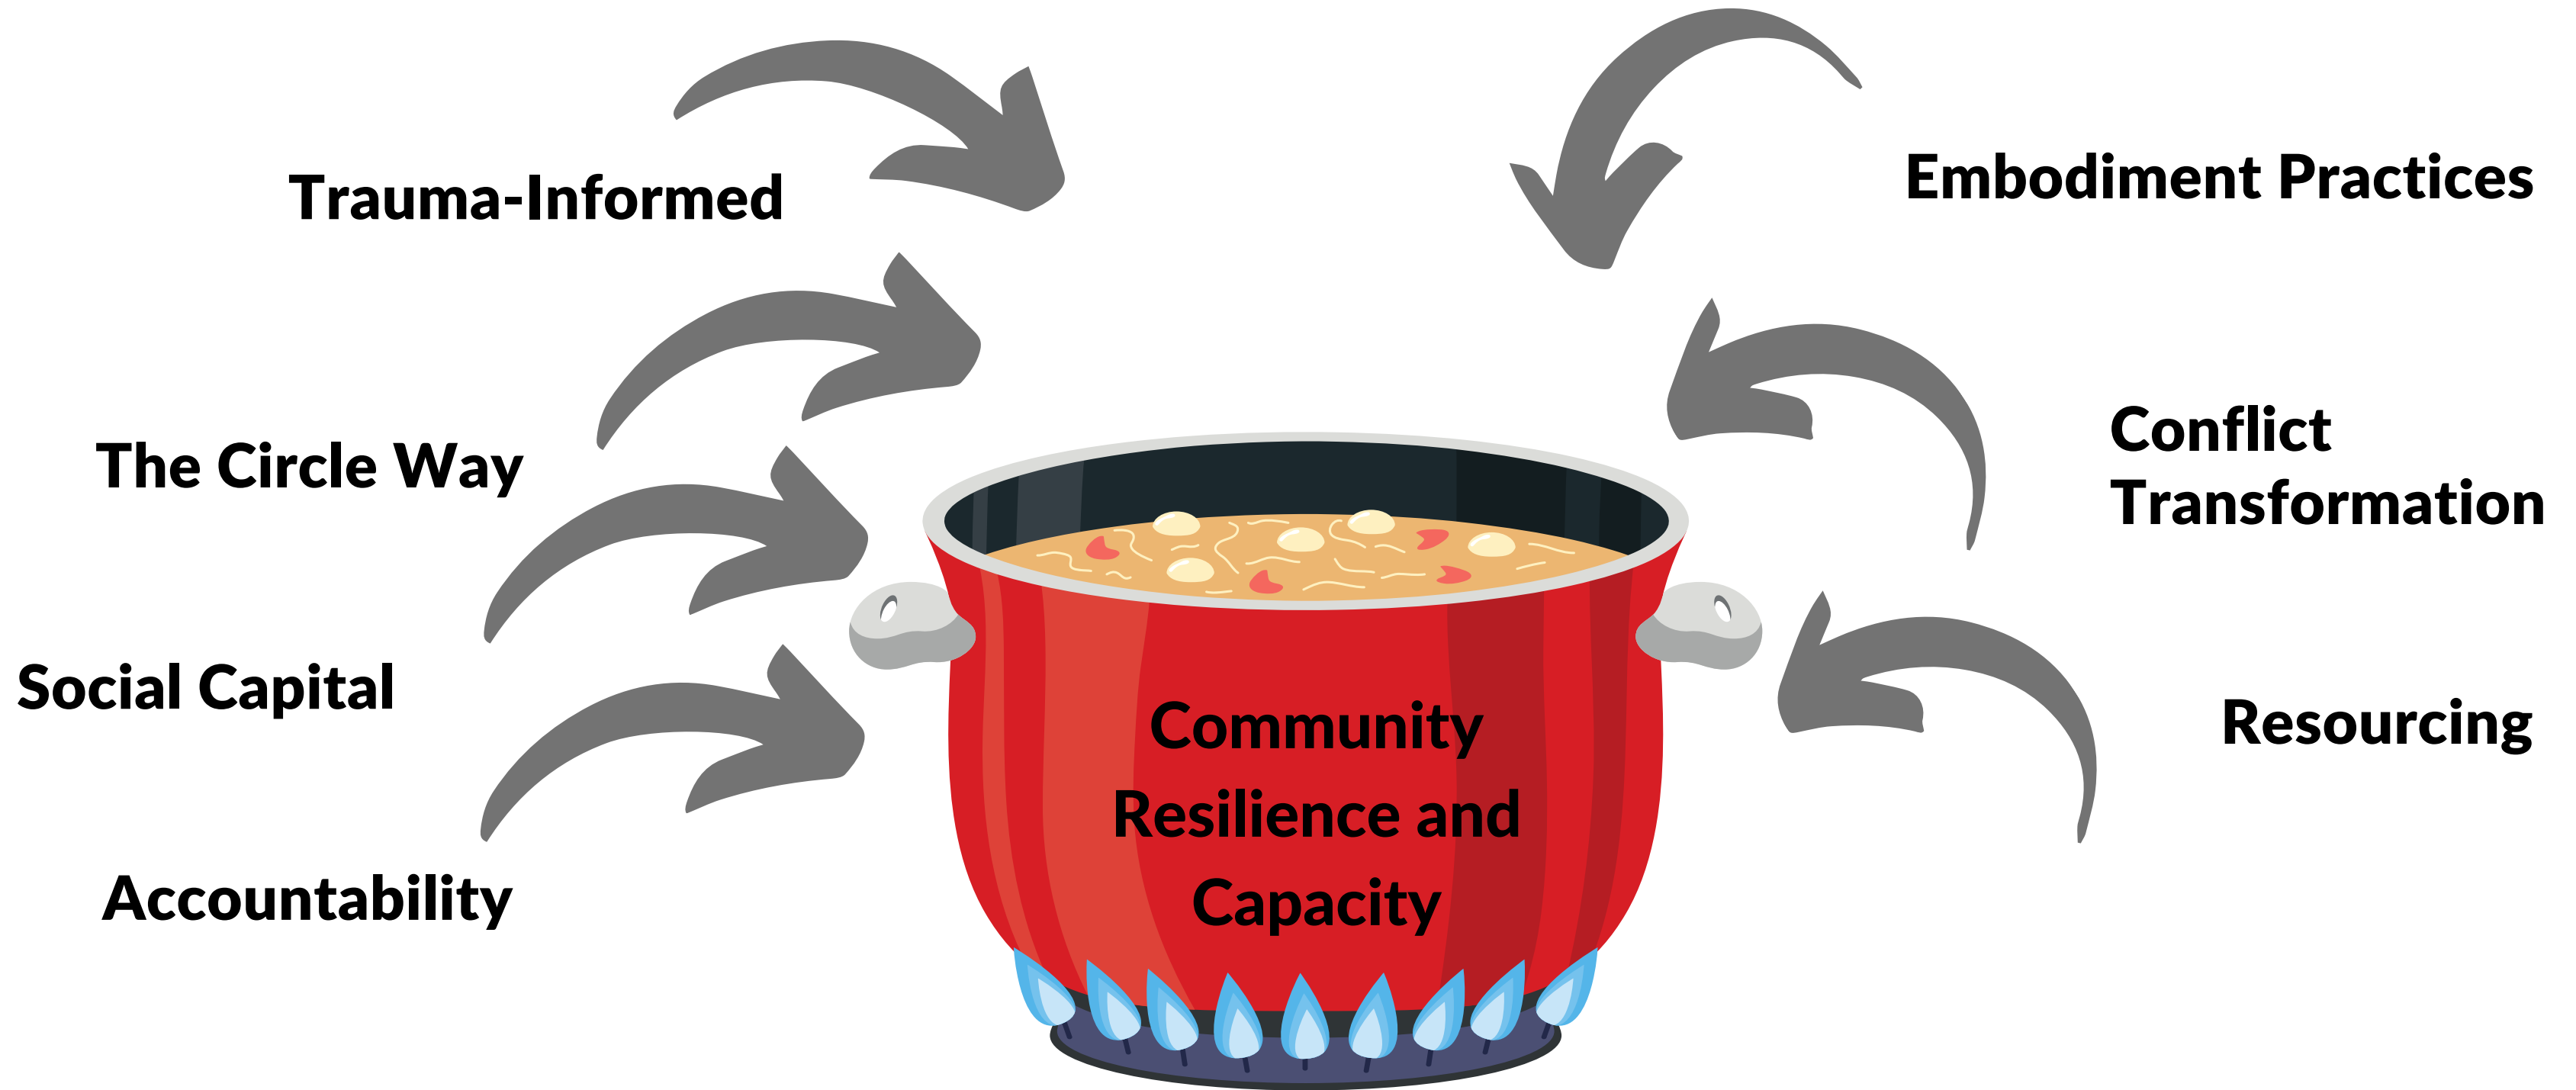 Trauma-Informed
The Circle Way
Social Capital
Accountability
Embodiment Practices
Conflict
Transformation
Resourcing
Community
Resilience and
Capacity